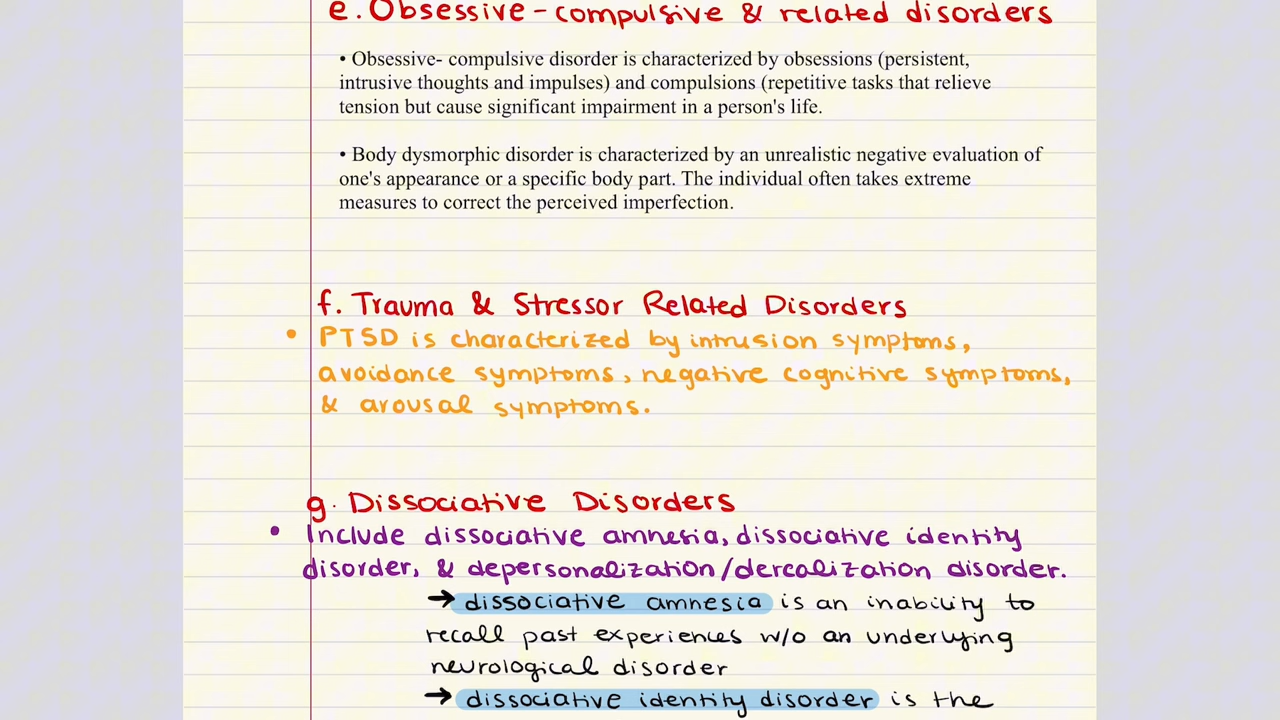 e. Obsessive-compulsive & related disorders
• Obsessive- compulsive disorder is characterized by obsessions (persistent,
intrusive thoughts and impulses) and compulsions (repetitive tasks that relieve
tension but cause significant impairment in a person's life.
• Body dysmorphic disorder is characterized by an unrealistic negative evaluation of
one's appearance or a specific body part. The individual often takes extreme
measures to correct the perceived imperfection.
f. Trauma & Stressor Related Disorders
• PTSD is characterized by intrusion symptoms,
avoidance symptoms, negative cognitive symptoms,
& arousal symptoms.
g. Dissociative Disorders
• Include dissociative amnesia, dissociative identity
disorder, & depersonalization/dercalization disorder.
→ dissociative amnesia is an inability to
recall past experiences w/o an underlying
neurological disorder
→ dissociative identity disorder is the